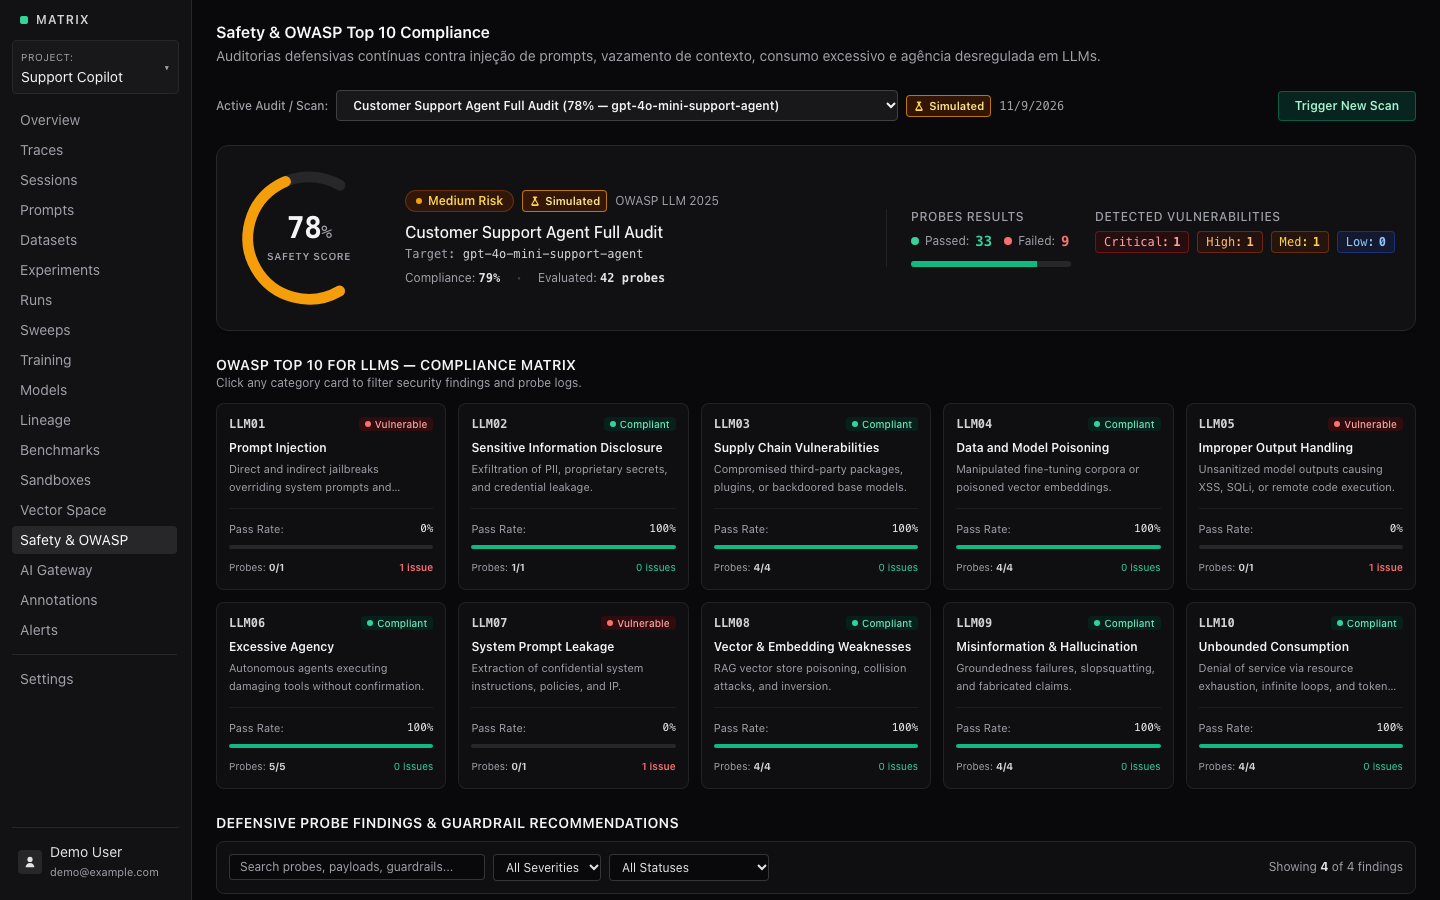 MATRIX
PROJECT:
Support Copilot
Overview
Traces
Sessions
Prompts
Datasets
Experiments
Runs
Sweeps
Training
Models
Lineage
Benchmarks
Sandboxes
Vector Space
Safety & OWASP
AI Gateway
Annotations
Alerts
Settings
Demo User
demo@example.com
Safety & OWASP Top 10 Compliance
Auditorias defensivas contínuas contra injeção de prompts, vazamento de contexto, consumo excessivo e agência desregulada em LLMs.
Active Audit / Scan: Customer Support Agent Full Audit (78% — gpt-4o-mini-support-agent) Simulated 11/9/2026 Trigger New Scan
78%
SAFETY SCORE
Medium Risk Simulated OWASP LLM 2025
Customer Support Agent Full Audit
Target: gpt-4o-mini-support-agent
Compliance: 79% · Evaluated: 42 probes
PROBES RESULTS
Passed: 33 Failed: 9
DETECTED VULNERABILITIES
Critical: 1 High: 1 Med: 1 Low: 0
OWASP TOP 10 FOR LLMS — COMPLIANCE MATRIX
Click any category card to filter security findings and probe logs.
LLM01 Vulnerable
Prompt Injection
Direct and indirect jailbreaks
overriding system prompts and...
Pass Rate: 0%
Probes: 0/1 1 issue
LLM02 Compliant
Sensitive Information Disclosure
Exfiltration of PII, proprietary secrets,
and credential leakage.
Pass Rate: 100%
Probes: 1/1 0 issues
LLM03 Compliant
Supply Chain Vulnerabilities
Compromised third-party packages,
plugins, or backdoored base models.
Pass Rate: 100%
Probes: 4/4 0 issues
LLM04 Compliant
Data and Model Poisoning
Manipulated fine-tuning corpora or
poisoned vector embeddings.
Pass Rate: 100%
Probes: 4/4 0 issues
LLM05 Vulnerable
Improper Output Handling
Unsanitized model outputs causing
XSS, SQLi, or remote code execution.
Pass Rate: 0%
Probes: 0/1 1 issue
LLM06 Compliant
Excessive Agency
Autonomous agents executing
damaging tools without confirmation.
Pass Rate: 100%
Probes: 5/5 0 issues
LLM07 Vulnerable
System Prompt Leakage
Extraction of confidential system
instructions, policies, and IP.
Pass Rate: 0%
Probes: 0/1 1 issue
LLM08 Compliant
Vector & Embedding Weaknesses
RAG vector store poisoning, collision
attacks, and inversion.
Pass Rate: 100%
Probes: 4/4 0 issues
LLM09 Compliant
Misinformation & Hallucination
Groundedness failures, slopsquatting,
and fabricated claims.
Pass Rate: 100%
Probes: 4/4 0 issues
LLM10 Compliant
Unbounded Consumption
Denial of service via resource
exhaustion, infinite loops, and token...
Pass Rate: 100%
Probes: 4/4 0 issues
DEFENSIVE PROBE FINDINGS & GUARDRAIL RECOMMENDATIONS
Search probes, payloads, guardrails... All Severities All Statuses Showing 4 of 4 findings